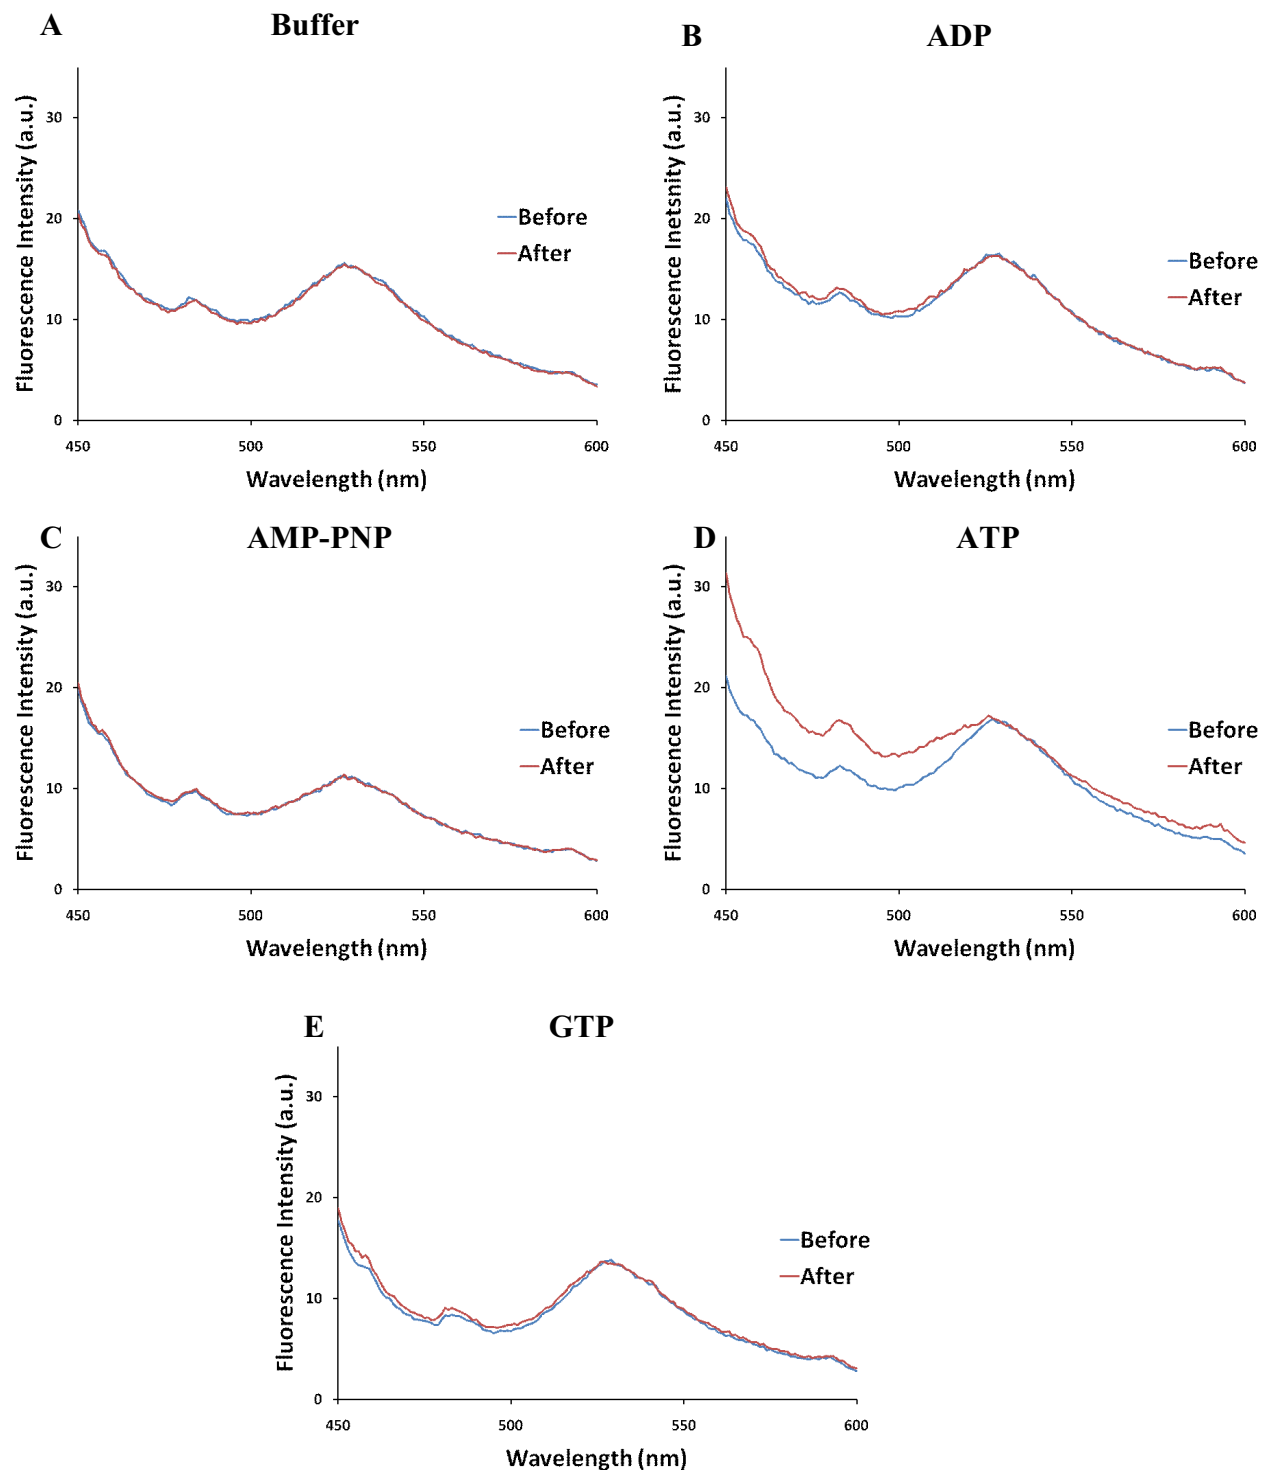 A
Buffer
Fluorescence Intensity (a.u.)
30
20
10
0
450
500
550
600
Wavelength (nm)
Before
After
B
ADP
Fluorescence Inetsnity (a.u.)
30
20
10
0
450
500
550
600
Wavelength (nm)
Before
After
C
AMP-PNP
Fluorescence Intensity (a.u.)
30
20
10
0
450
500
550
600
Wavelength (nm)
Before
After
D
ATP
Fluorescence Intensity (a.u.)
30
20
10
0
450
500
550
600
Wavelength (nm)
Before
After
E
GTP
Fluorescence Intensity (a.u.)
30
20
10
0
450
500
550
600
Wavelength (nm)
Before
After